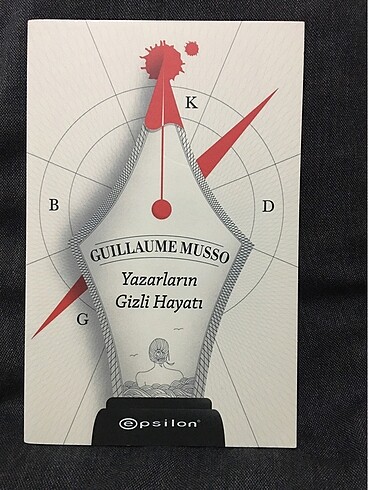 K
B
D
GUILLAUME MUSSO
Yazarların
Gizli Hayatı
G
epsilon®